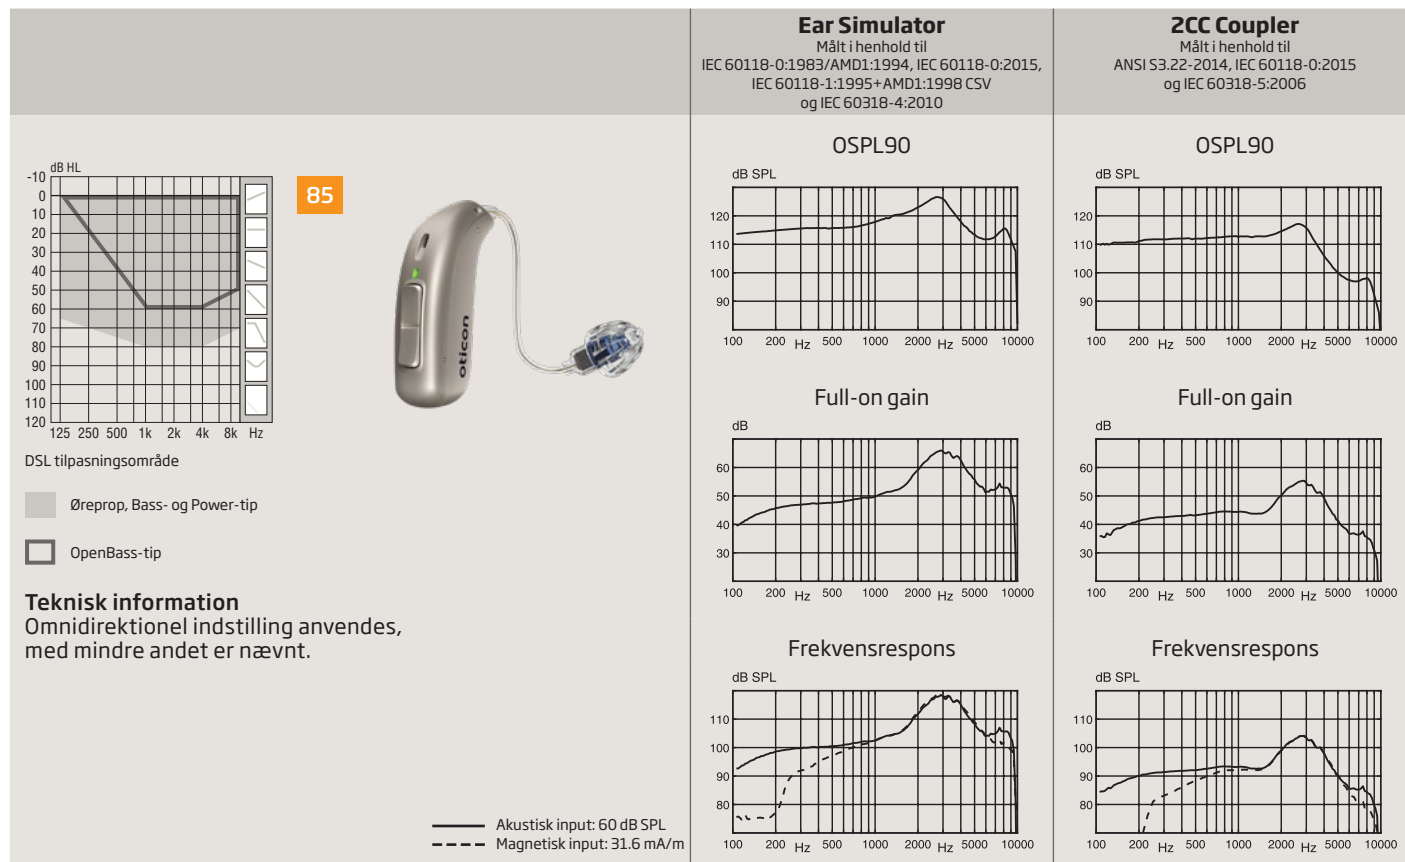 Ear Simulator
Målt i henhold til
IEC 60118-0:1983/AMD1:1994, IEC 60118-0:2015,
IEC 60118-1:1995+AMD1:1998 CSV
og IEC 60318-4:2010
2CC Coupler
Målt i henhold til
ANSI S3.22-2014, IEC 60118-0:2015
og IEC 60318-5:2006
dB HL
-10
0
10
20
30
40
50
60
70
80
90
100
110
120
125 250 500 1k 2k 4k 8k Hz
85
oticon
DSL tilpasningsområde
Øreprop, Bass- og Power-tip
OpenBass-tip
Teknisk information
Omnidirektionel indstilling anvendes,
med mindre andet er nævnt.
Akustisk input: 60 dB SPL
Magnetisk input: 31.6 mA/m
OSPL90
dB SPL
120
110
100
90
100 200 Hz 500 1000 2000 Hz 5000 10000
Full-on gain
dB
60
50
40
30
100 200 Hz 500 1000 2000 Hz 5000 10000
Frekvensrespons
dB SPL
110
100
90
80
100 200 Hz 500 1000 2000 Hz 5000 10000
OSPL90
dB SPL
120
110
100
90
100 200 Hz 500 1000 2000 Hz 5000 10000
Full-on gain
dB
60
50
40
30
100 200 Hz 500 1000 2000 Hz 5000 10000
Frekvensrespons
dB SPL
110
100
90
80
100 200 Hz 500 1000 2000 Hz 5000 10000